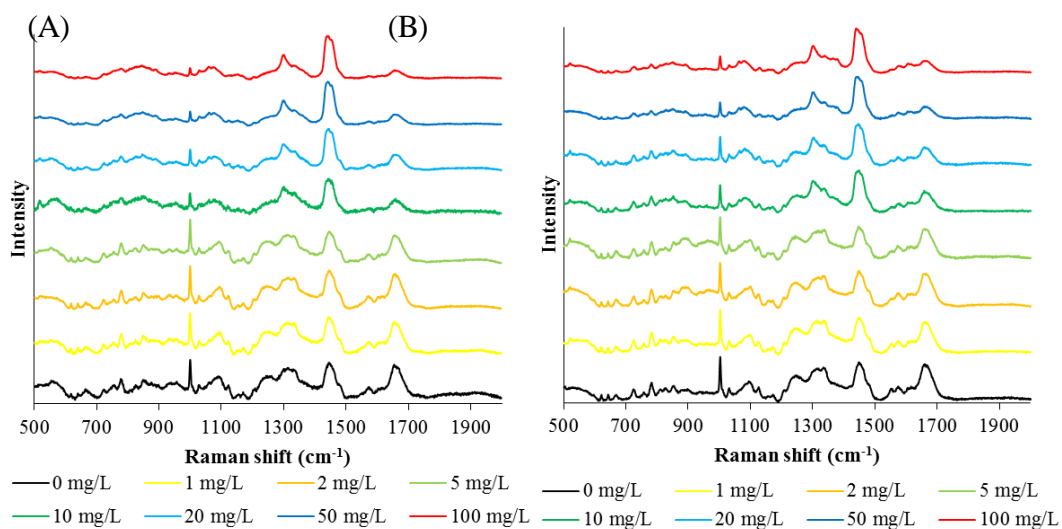 (A)
(B)
Intensity
500 700 900 1100 1300 1500 1700 1900
Raman shift (cm⁻¹)
0 mg/L 1 mg/L 2 mg/L 5 mg/L
10 mg/L 20 mg/L 50 mg/L 100 mg/L
Intensity
500 700 900 1100 1300 1500 1700 1900
Raman shift (cm⁻¹)
0 mg/L 1 mg/L 2 mg/L 5 mg/L
10 mg/L 20 mg/L 50 mg/L 100 mg/L